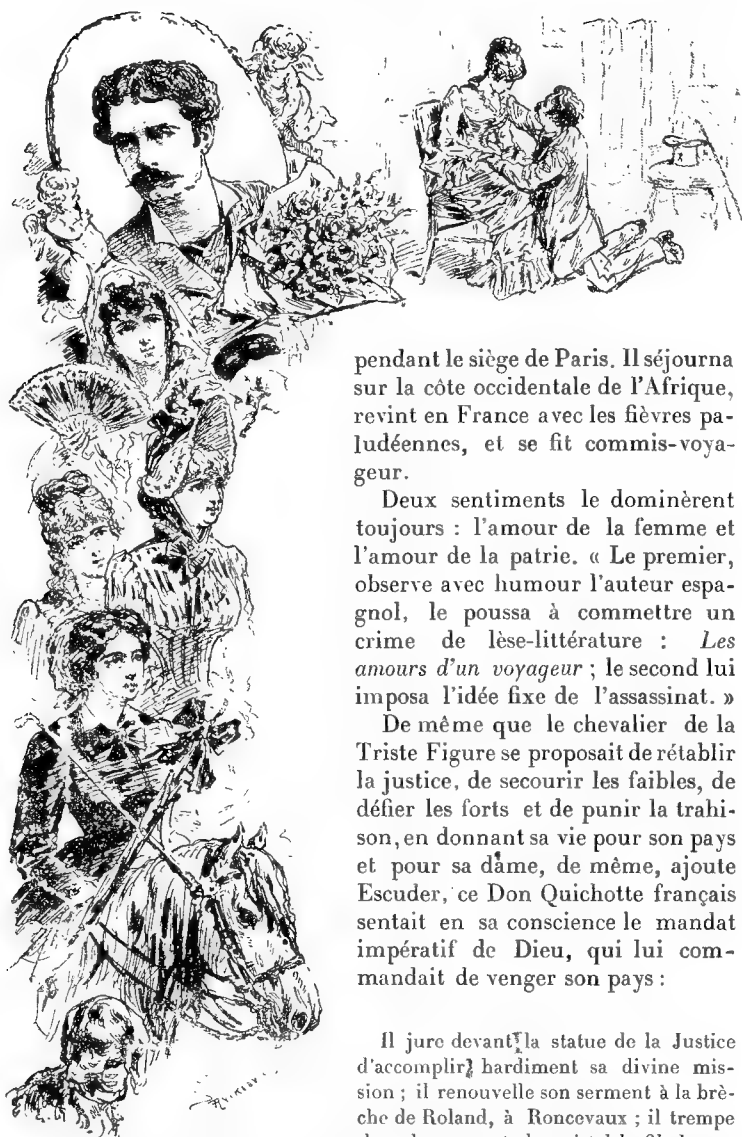 pendant le siège de Paris. Il séjourna
sur la côte occidentale de l'Afrique,
revint en France avec les fièvres pa-
ludéennes, et se fit commis-voya-
geur.
Deux sentiments le dominèrent
toujours : l'amour de la femme et
l'amour de la patrie. « Le premier,
observe avec humour l'auteur espa-
gnol, le poussa à commettre un
crime de lèse-littérature : Les
amours d'un voyageur ; le second lui
imposa l'idée fixe de l'assassinat. »
De même que le chevalier de la
Triste Figure se proposait de rétablir
la justice, de secourir les faibles, de
défier les forts et de punir la trahi-
son, en donnant sa vie pour son pays
et pour sa dame, de même, ajoute
Escuder, ce Don Quichotte français
sentait en sa conscience le mandat
impératif de Dieu, qui lui com-
mandait de venger son pays :
Il jure devant la statue de la Justice
d'accomplir hardiment sa divine mis-
sion ; il renouvelle son serment à la brè-
che de Roland, à Roncevaux ; il trempe